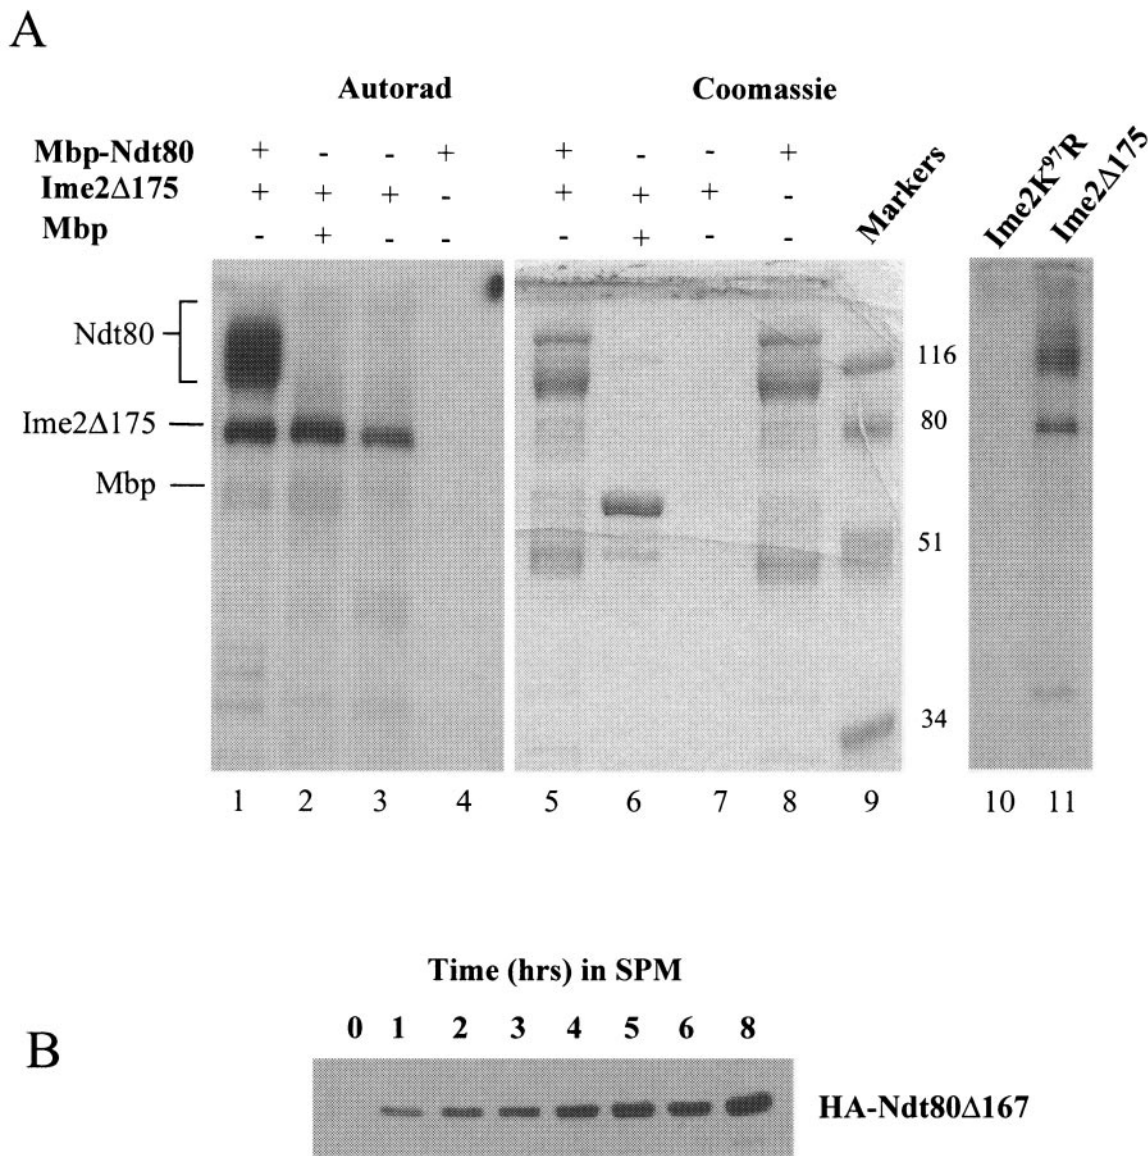 A
Autorad Coomassie
Mbp-Ndt80 + - - + + - - +
Ime2Δ175 + + + - + + + -
Mbp - + - - - + - -
Markers
Ime2K⁹⁷R
Ime2Δ175
Ndt80
Ime2Δ175
Mbp
116
80
51
34
1 2 3 4 5 6 7 8 9 10 11
Time (hrs) in SPM
0 1 2 3 4 5 6 8
B
HA-Ndt80Δ167